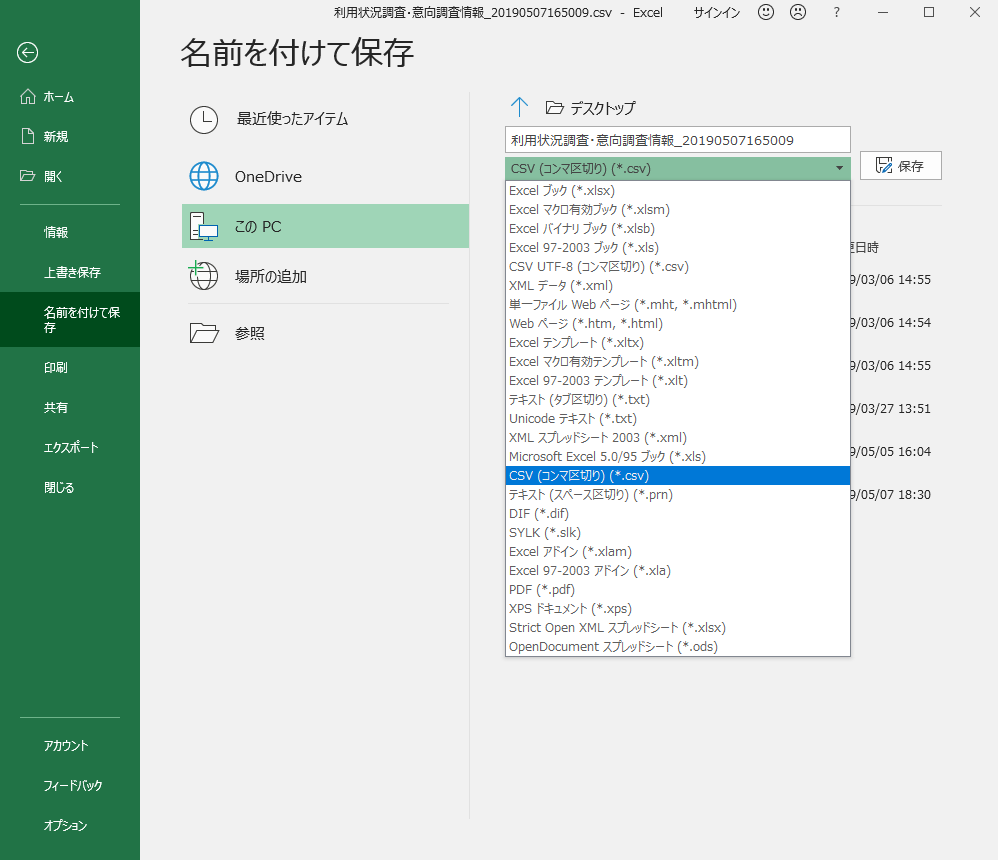 利用状況調査・意向調査情報_20190507165009.csv - Excel
サインイン
?
ホーム
新規
開く
情報
上書き保存
名前を付けて保
存
印刷
共有
エクスポート
閉じる
アカウント
フィードバック
オプション
名前を付けて保存
最近使ったアイテム
OneDrive
この PC
場所の追加
参照
デスクトップ
利用状況調査・意向調査情報_20190507165009
CSV (コンマ区切り) (*.csv)
保存
Excel ブック (*.xlsx)
Excel マクロ有効ブック (*.xlsm)
Excel バイナリ ブック (*.xlsb)
Excel 97-2003 ブック (*.xls)
CSV UTF-8 (コンマ区切り) (*.csv)
XML データ (*.xml)
単一ファイル Web ページ (*.mht, *.mhtml)
Web ページ (*.htm, *.html)
Excel テンプレート (*.xltx)
Excel マクロ有効テンプレート (*.xltm)
Excel 97-2003 テンプレート (*.xlt)
テキスト (タブ区切り) (*.txt)
Unicode テキスト (*.txt)
XML スプレッドシート 2003 (*.xml)
Microsoft Excel 5.0/95 ブック (*.xls)
CSV (コンマ区切り) (*.csv)
テキスト (スペース区切り) (*.prn)
DIF (*.dif)
SYLK (*.slk)
Excel アドイン (*.xlam)
Excel 97-2003 アドイン (*.xla)
PDF (*.pdf)
XPS ドキュメント (*.xps)
Strict Open XML スプレッドシート (*.xlsx)
OpenDocument スプレッドシート (*.ods)
日時
9/03/06 14:55
9/03/06 14:54
9/03/06 14:55
9/03/27 13:51
9/05/05 16:04
9/05/07 18:30